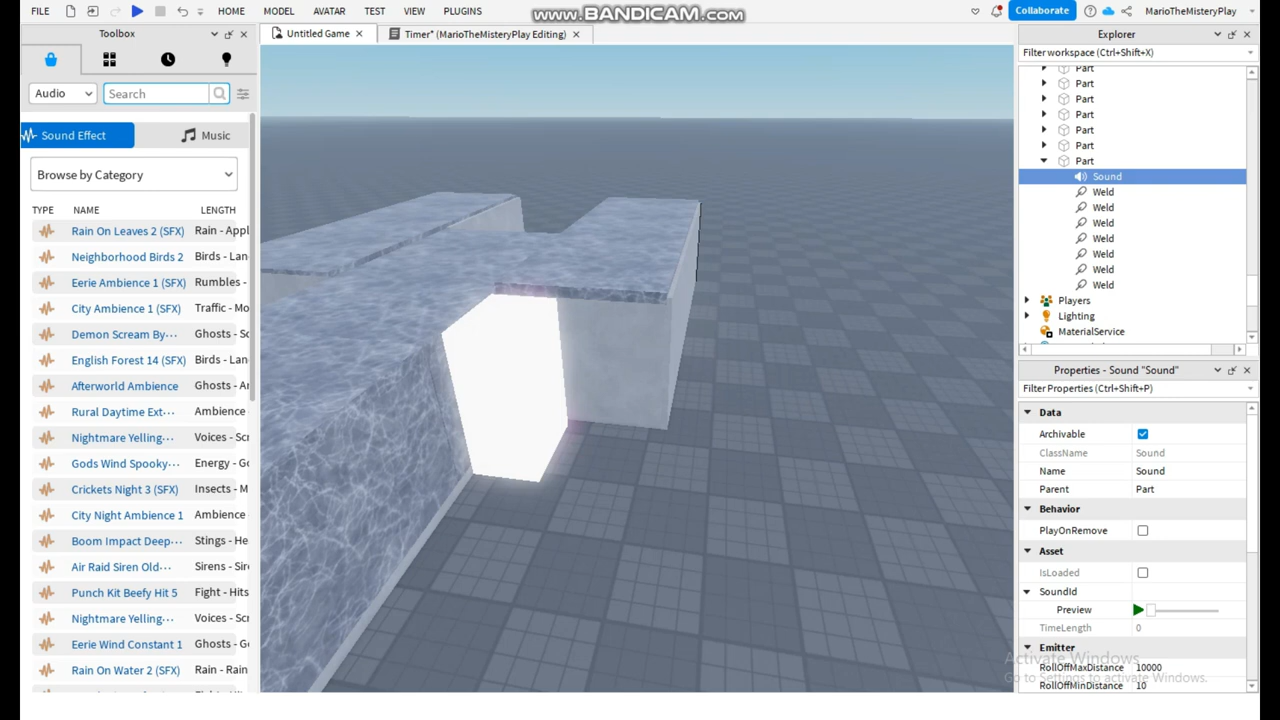 www.BANDICAM.com
FILE HOME MODEL AVATAR TEST VIEW PLUGINS Collaborate MarioTheMisteryPlay
Toolbox
Untitled Game
Timer* (MarioTheMisteryPlay Editing)
Explorer
Filter workspace (Ctrl+Shift+X)
Audio
Search
Sound Effect
Music
Browse by Category
TYPE NAME LENGTH
Rain On Leaves 2 (SFX) Rain - Appl
Neighborhood Birds 2 Birds - Lan
Eerie Ambience 1 (SFX) Rumbles -
City Ambience 1 (SFX) Traffic - Mo
Demon Scream By··· Ghosts - Sc
English Forest 14 (SFX) Birds - Lan
Afterworld Ambience Ghosts - Ar
Rural Daytime Ext··· Ambience
Nightmare Yelling··· Voices - Scr
Gods Wind Spooky··· Energy - Go
Crickets Night 3 (SFX) Insects - M
City Night Ambience 1 Ambience
Boom Impact Deep··· Stings - He
Air Raid Siren Old··· Sirens - Sir
Punch Kit Beefy Hit 5 Fight - Hits
Nightmare Yelling··· Voices - Scr
Eerie Wind Constant 1 Ghosts - Go
Rain On Water 2 (SFX) Rain - Rain
Part
Part
Part
Part
Part
Part
Part
Sound
Weld
Weld
Weld
Weld
Weld
Weld
Weld
Players
Lighting
MaterialService
Properties - Sound "Sound"
Filter Properties (Ctrl+Shift+P)
Data
Archivable
ClassName Sound
Name Sound
Parent Part
Behavior
PlayOnRemove
Asset
IsLoaded
SoundId
Preview
TimeLength 0
Emitter
RollOffMaxDistance 10000
RollOffMinDistance 10
Activate Windows
Go to Settings to activate Windows.